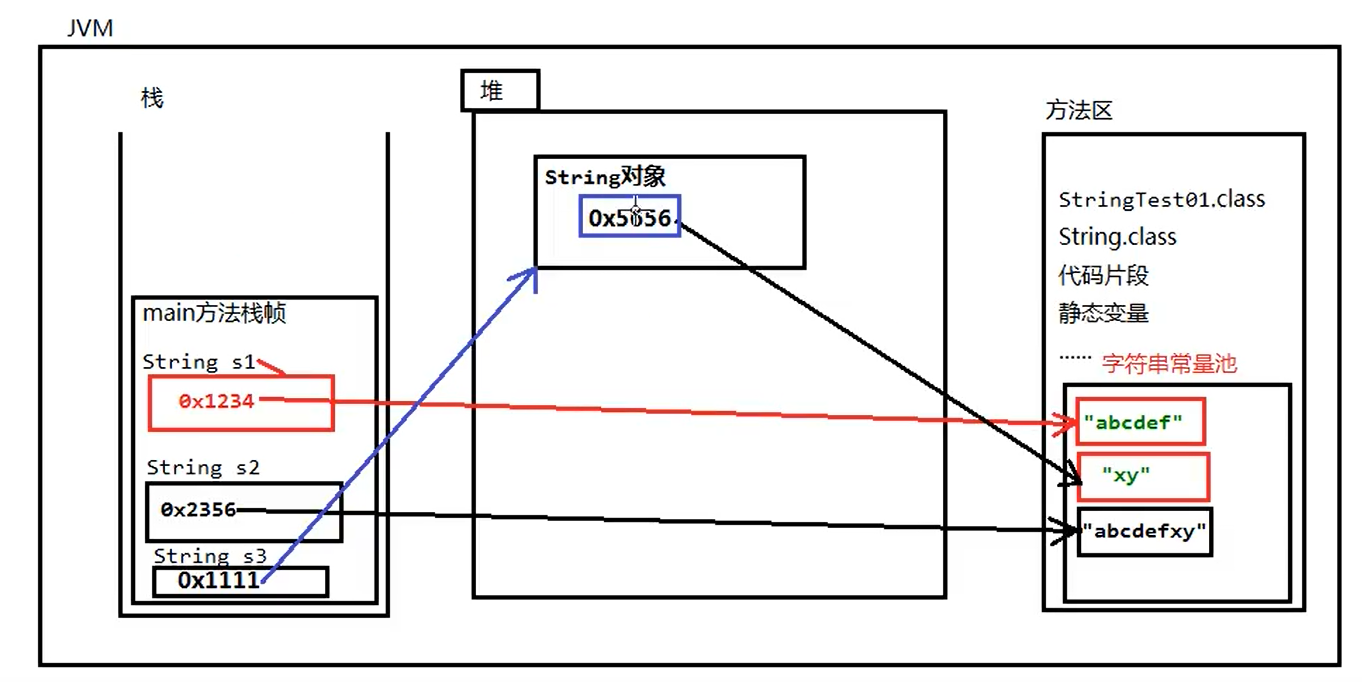 JVM
栈
堆
方法区
String对象
0x5656
StringTest01.class
String.class
代码片段
静态变量
······ 字符串常量池
main方法栈帧
String s1
0x1234
"abcdef"
String s2
"xy"
0x2356
"abcdefxy"
String s3
0x1111